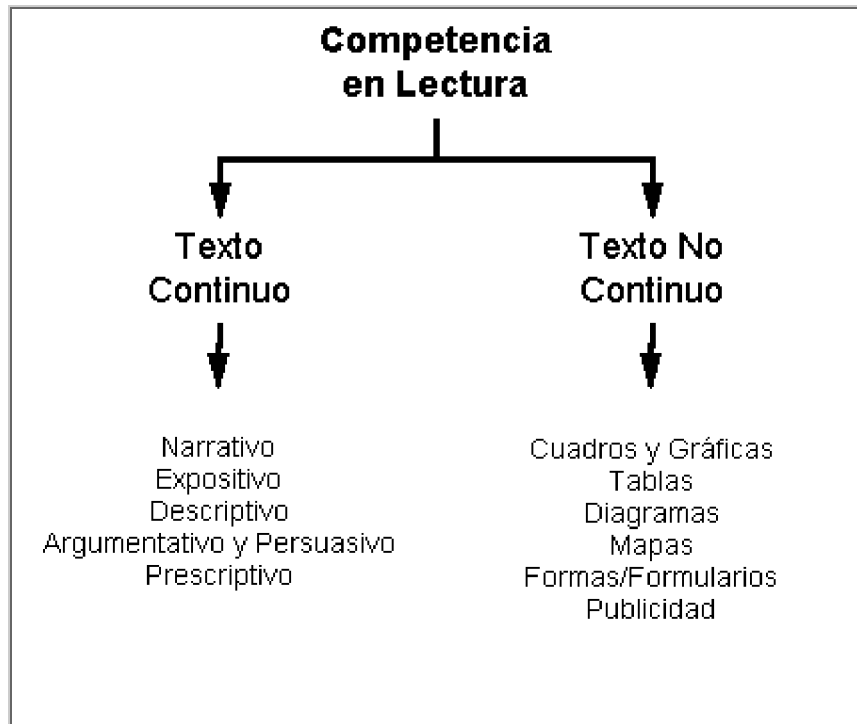 Competencia
en Lectura
Texto
Continuo
Texto No
Continuo
Narrativo
Expositivo
Descriptivo
Argumentativo y Persuasivo
Prescriptivo
Cuadros y Gráficas
Tablas
Diagramas
Mapas
Formas/Formularios
Publicidad